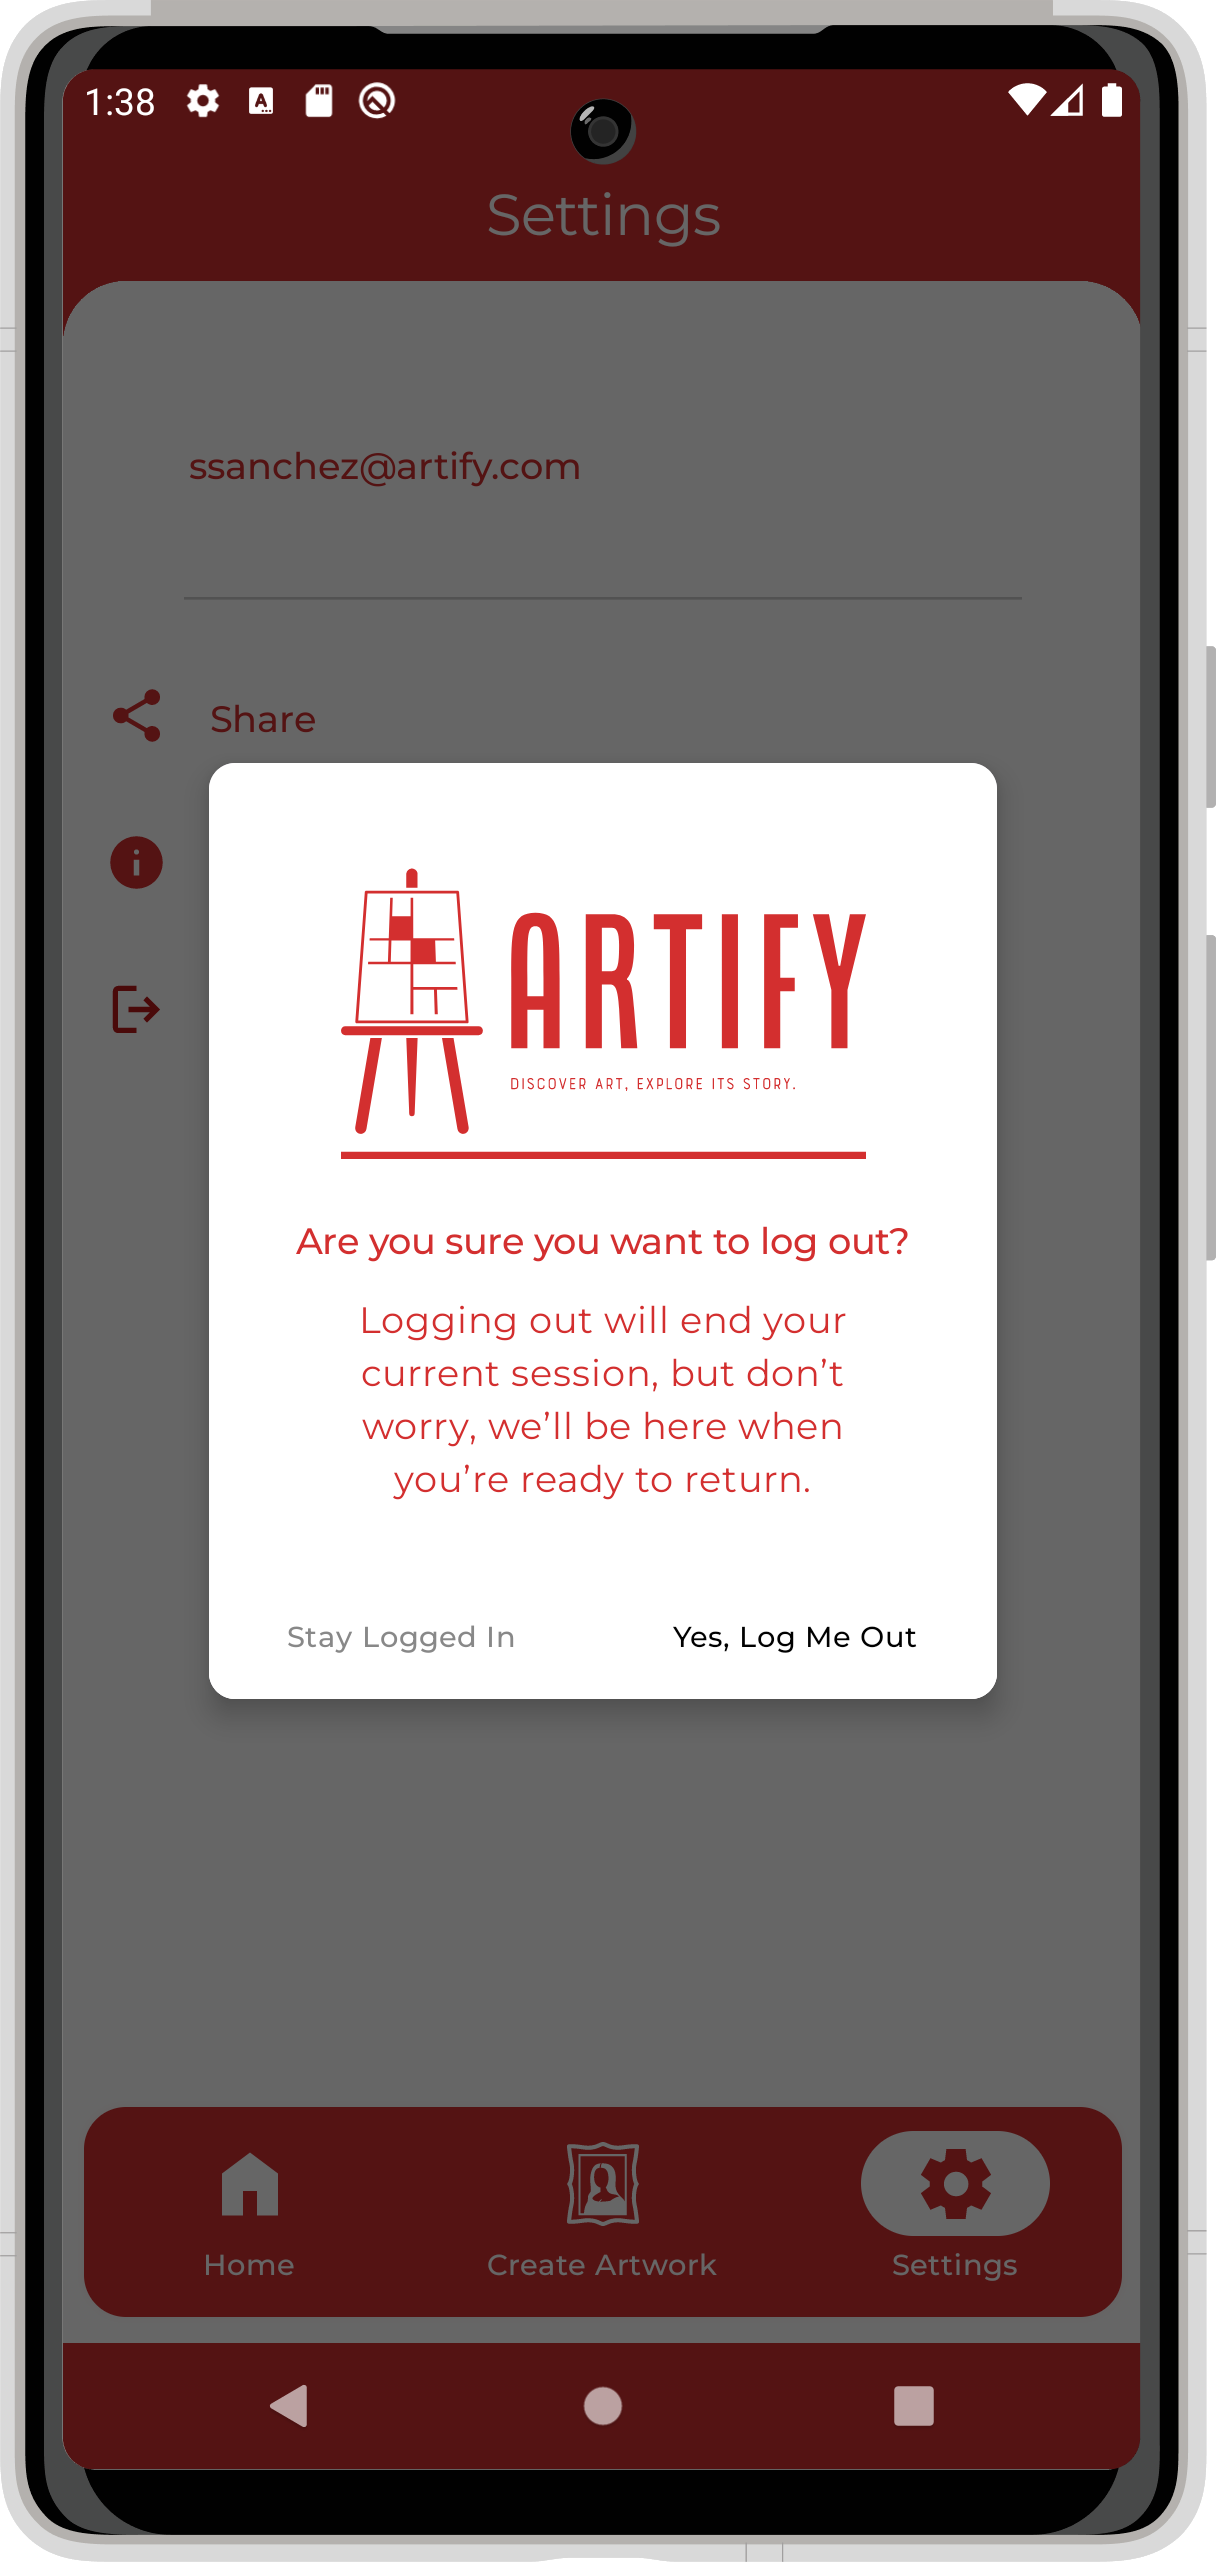 1:38
Settings
ssanchez@artify.com
Share
ARTIFY
DISCOVER ART, EXPLORE ITS STORY.
Are you sure you want to log out?
Logging out will end your
current session, but don’t
worry, we’ll be here when
you’re ready to return.
Stay Logged In
Yes, Log Me Out
Home
Create Artwork
Settings